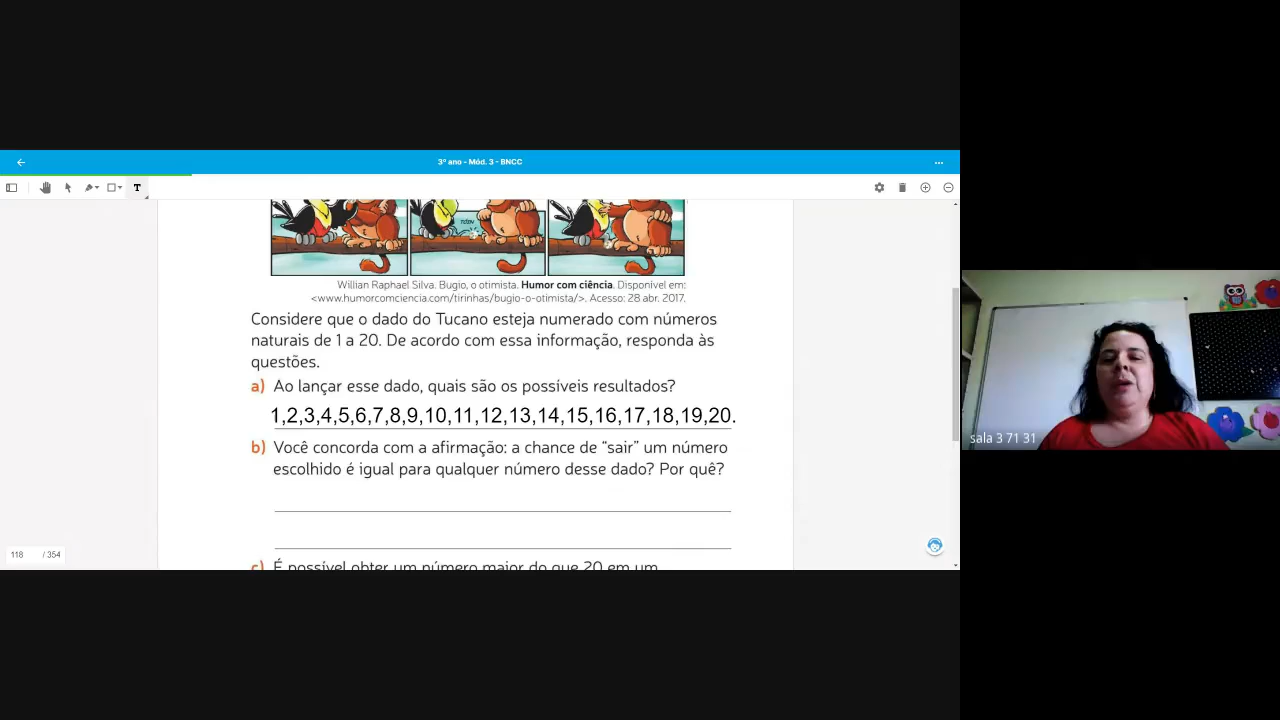 3º ano - Mód. 3 - BNCC
T
Willian Raphael Silva. Bugio, o otimista. Humor com ciência. Disponível em:
<www.humorcomciencia.com/tirinhas/bugio-o-otimista/>. Acesso: 28 abr. 2017.
Considere que o dado do Tucano esteja numerado com números
naturais de 1 a 20. De acordo com essa informação, responda às
questões.
a) Ao lançar esse dado, quais são os possíveis resultados?
1,2,3,4,5,6,7,8,9,10,11,12,13,14,15,16,17,18,19,20.
b) Você concorda com a afirmação: a chance de “sair” um número
escolhido é igual para qualquer número desse dado? Por quê?
c) É possível obter um número maior do que 20 em um
118 / 354
sala 3 71 31